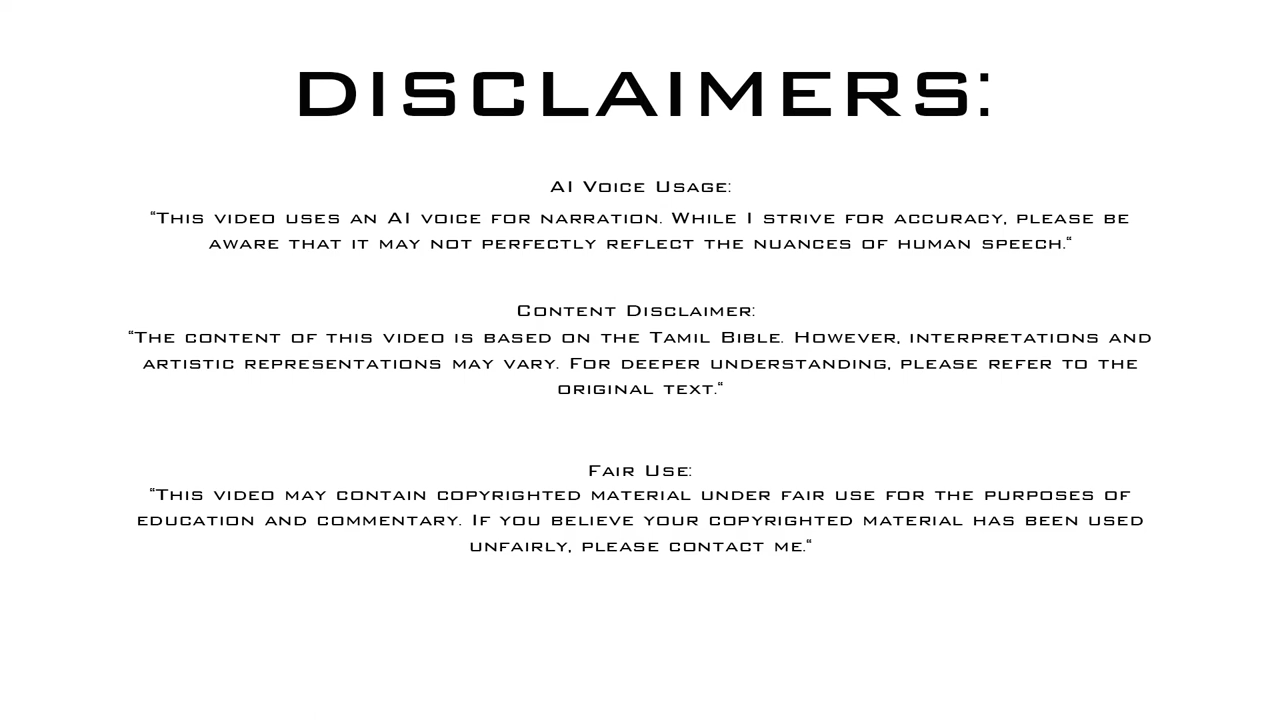 DISCLAIMERS:
AI Voice Usage:
“This video uses an AI voice for narration. While I strive for accuracy, please be
aware that it may not perfectly reflect the nuances of human speech.“
Content Disclaimer:
“The content of this video is based on the Tamil Bible. However, interpretations and
artistic representations may vary. For deeper understanding, please refer to the
original text.“
Fair Use:
“This video may contain copyrighted material under fair use for the purposes of
education and commentary. If you believe your copyrighted material has been used
unfairly, please contact me.“